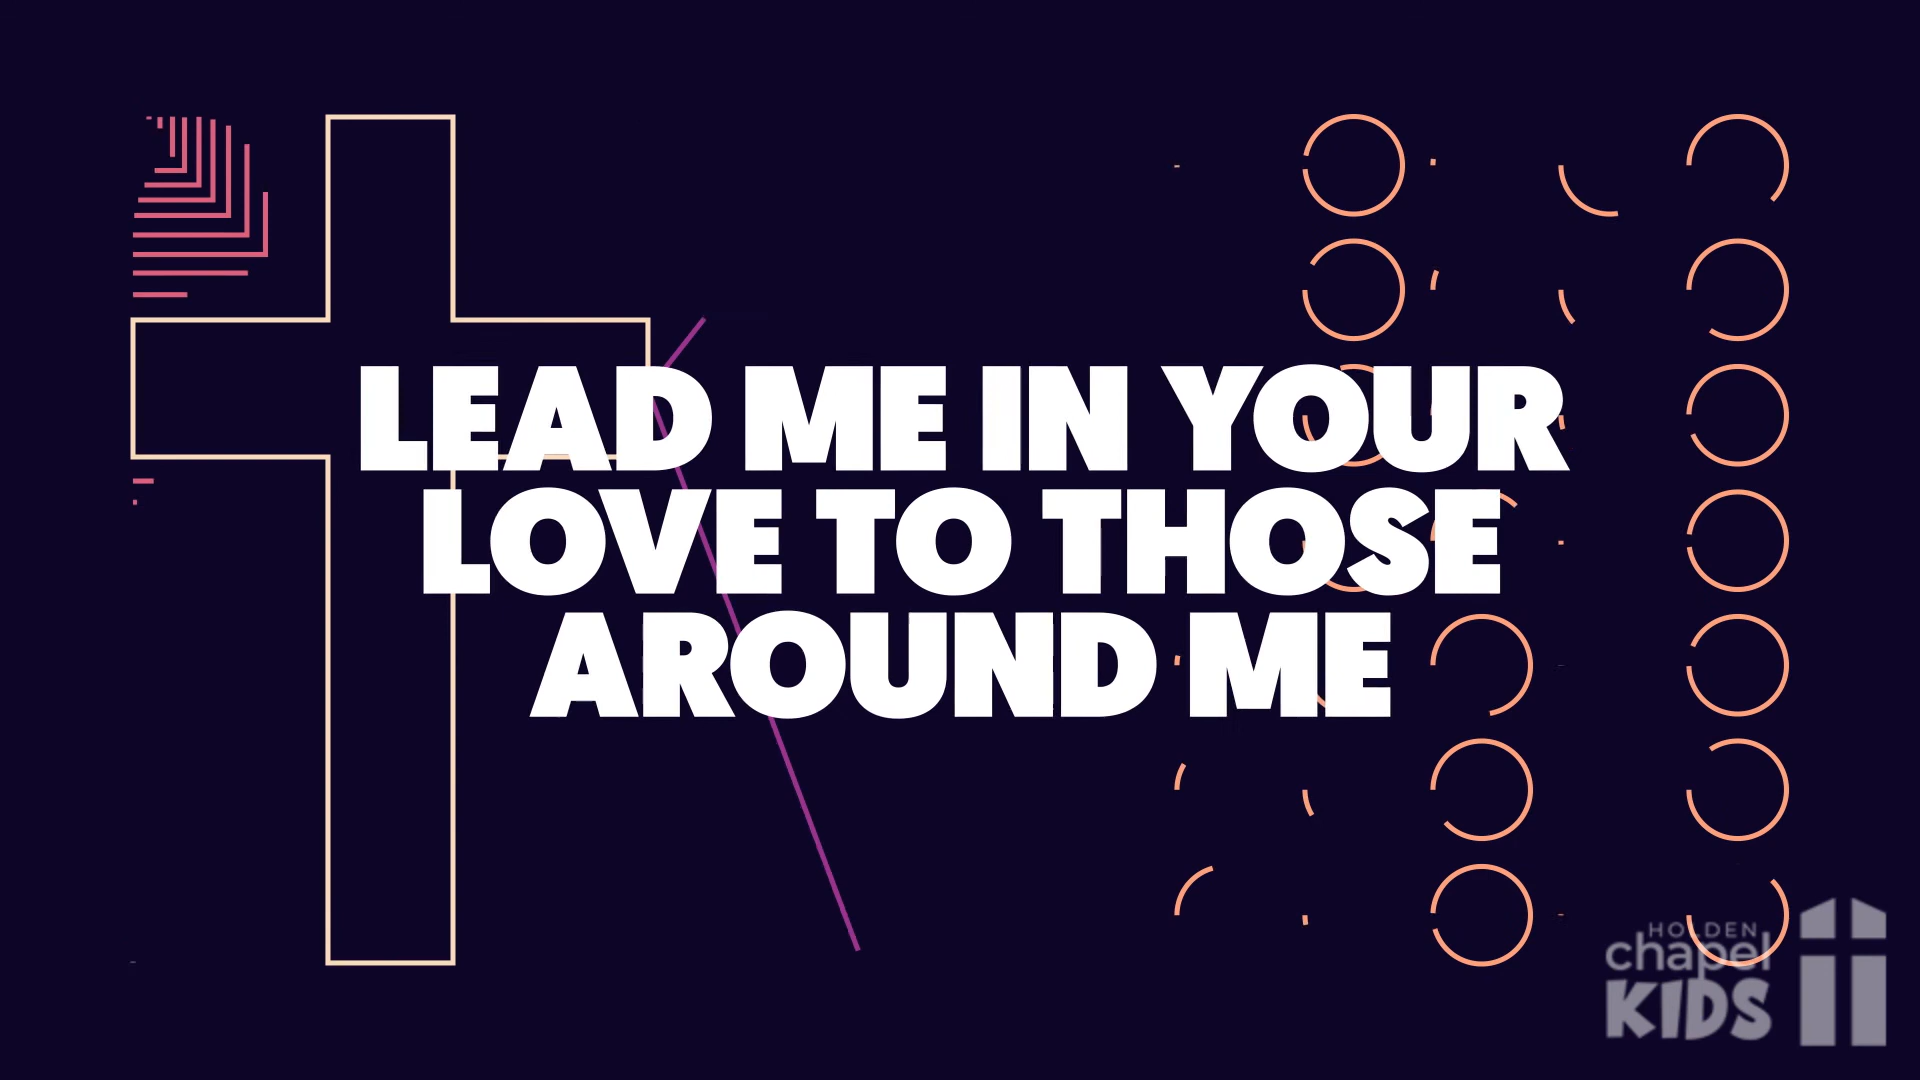 LEAD ME IN YOUR
LOVE TO THOSE
AROUND ME
HOLDEN
chapel
KIDS